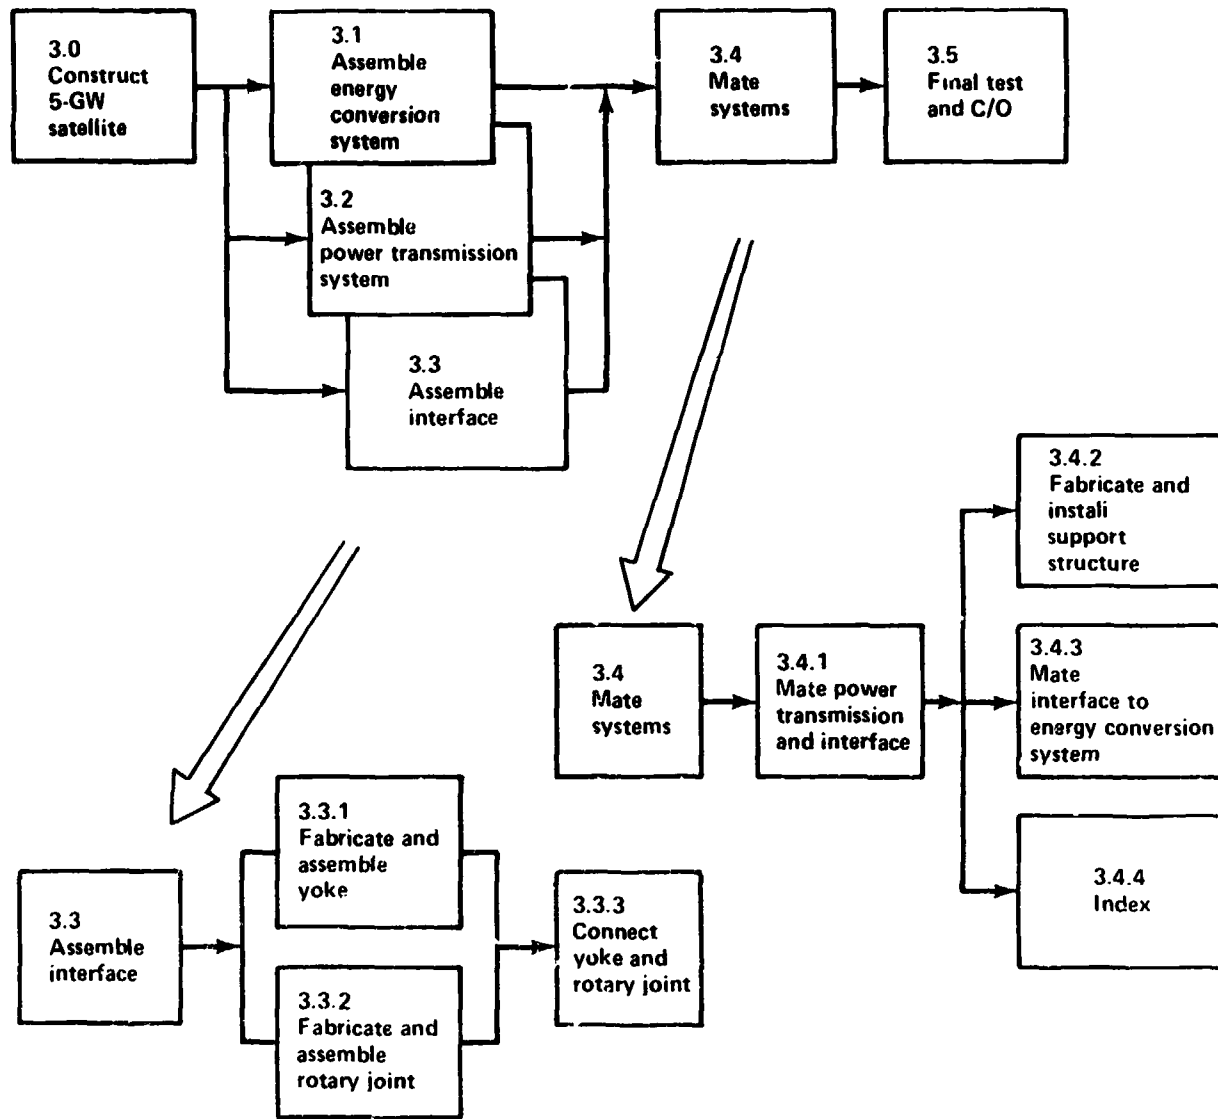 3.0
Construct
5-GW
satellite
3.1
Assemble
energy
conversion
system
3.2
Assemble
power transmission
system
3.3
Assemble
interface
3.4
Mate
systems
3.5
Final test
and C/O
3.4.2
Fabricate and
install
support
structure
3.4
Mate
systems
3.4.1
Mate power
transmission
and interface
3.4.3
Mate
interface to
energy conversion
system
3.4.4
Index
3.3
Assemble
interface
3.3.1
Fabricate and
assemble
yoke
3.3.2
Fabricate and
assemble
rotary joint
3.3.3
Connect
yoke and
rotary joint